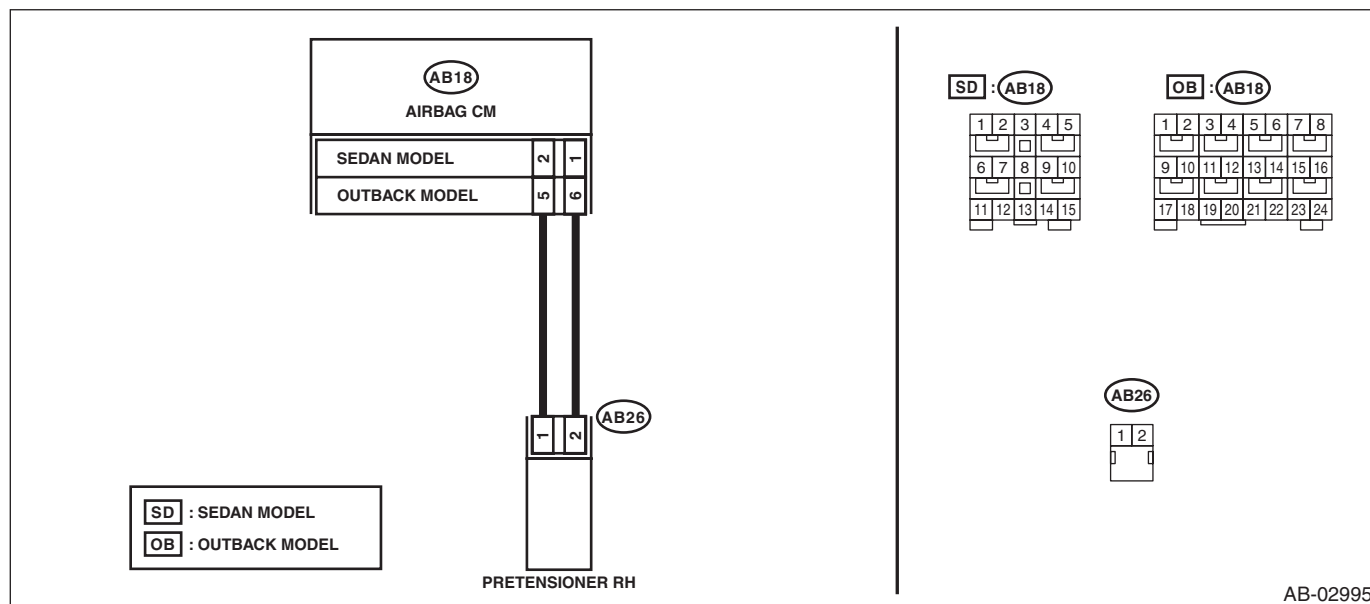 AB18
AIRBAG CM
SEDAN MODEL 2 1
OUTBACK MODEL 5 6
1 2 AB26
PRETENSIONER RH
SD : SEDAN MODEL
OB : OUTBACK MODEL
SD : AB18
1 2 3 4 5
6 7 8 9 10
11 12 13 14 15
OB : AB18
1 2 3 4 5 6 7 8
9 10 11 12 13 14 15 16
17 18 19 20 21 22 23 24
AB26
1 2
AB-02995